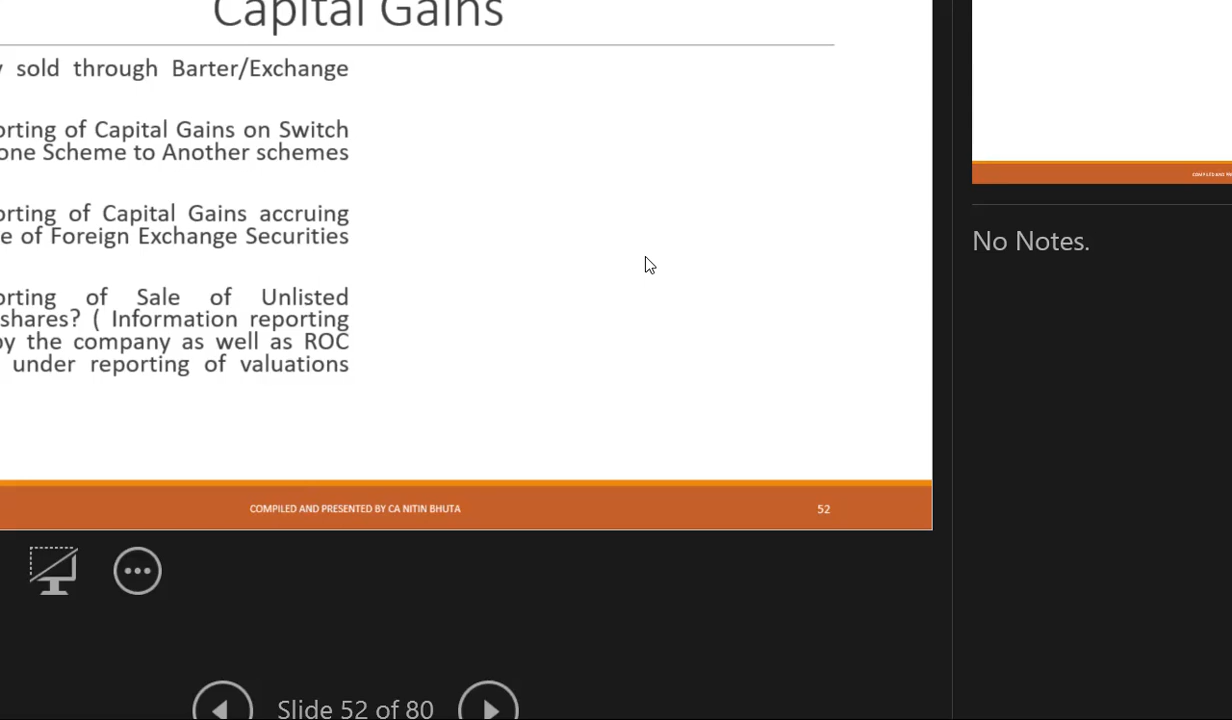 Capital Gains
sold through Barter/Exchange
orting of Capital Gains on Switch
one Scheme to Another schemes
orting of Capital Gains accruing
e of Foreign Exchange Securities
orting of Sale of Unlisted
shares? ( Information reporting
by the company as well as ROC
under reporting of valuations
COMPILED AND PRESENTED BY CA NITIN BHUTA
52
No Notes.
Slide 52 of 80